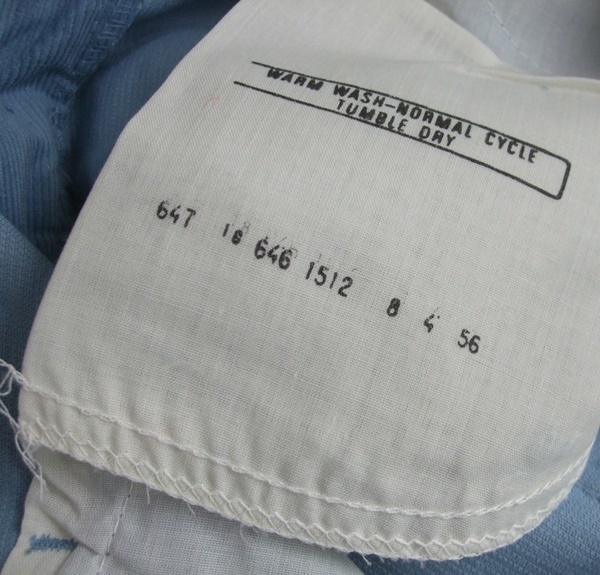 WARM WASH-NORMAL CYCLE
TUMBLE DRY
647 18 646 1512 8 4 56